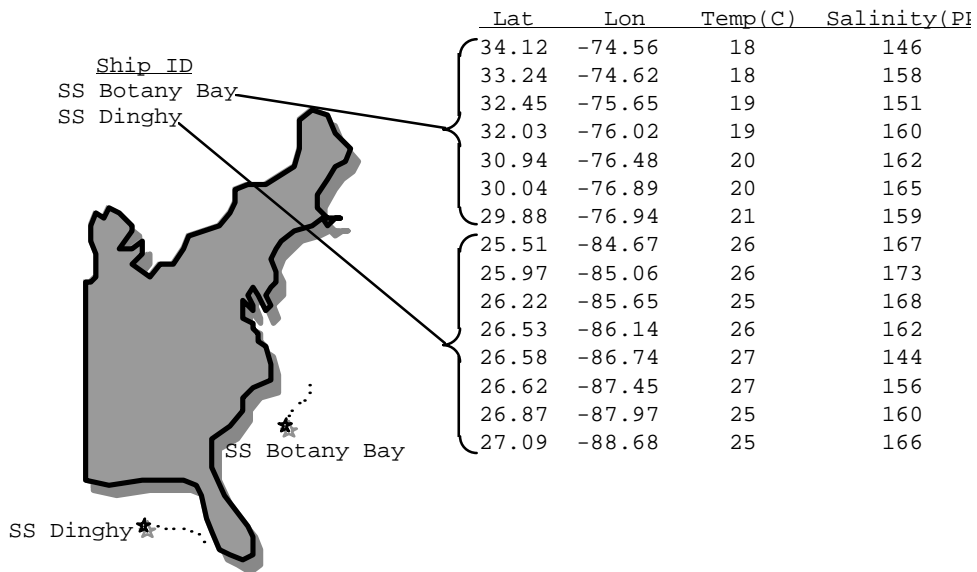 Lat Lon Temp(C) Salinity(PP
34.12 -74.56 18 146
Ship ID
33.24 -74.62 18 158
SS Botany Bay
32.45 -75.65 19 151
SS Dinghy
32.03 -76.02 19 160
30.94 -76.48 20 162
30.04 -76.89 20 165
29.88 -76.94 21 159
25.51 -84.67 26 167
25.97 -85.06 26 173
26.22 -85.65 25 168
26.53 -86.14 26 162
26.58 -86.74 27 144
26.62 -87.45 27 156
26.87 -87.97 25 160
27.09 -88.68 25 166
SS Botany Bay
SS Dinghy